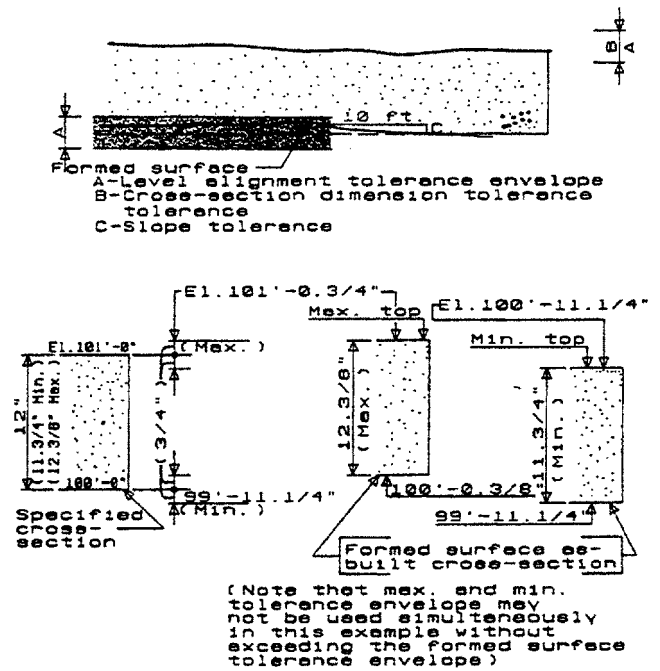 B
A
A
10 ft.
C
Formed surface
A-Level alignment tolerance envelope
B-Cross-section dimension tolerance
tolerance
C-Slope tolerance
El.101'-0.3/4"
Max. top
El.100'-11.1/4"
Min. top
El.101'-0"
(Max.)
12"
(11.3/4" Min.)
(12.3/8" Max.)
(3/4")
12.3/8"
(Max.)
11.3/4"
(Min.)
100'-0"
99'-11.1/4"
(Min.)
100'-0.3/8"
99'-11.1/4"
Specified
cross-
section
Formed surface as-
built cross-section
(Note that max. and min.
tolerance envelope may
not be used simultaneously
in this example without
exceeding the formed surface
tolerance envelope)